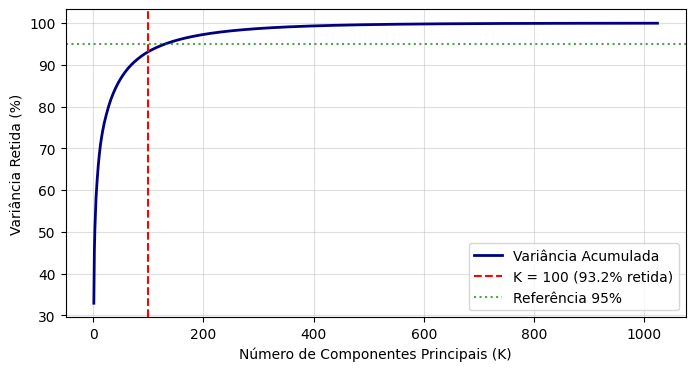 100
90
80
70
60
50
40
30
Variância Retida (%)
0
200
400
600
800
1000
Número de Componentes Principais (K)
Variância Acumulada
K = 100 (93.2% retida)
Referência 95%